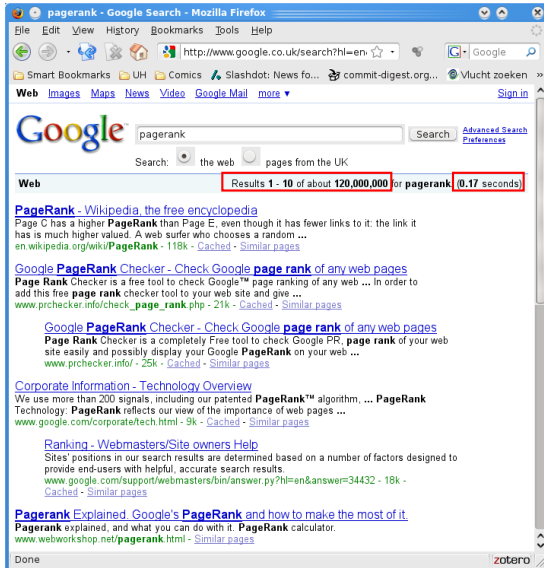 pagerank - Google Search - Mozilla Firefox
File Edit View History Bookmarks Tools Help
http://www.google.co.uk/search?hl=en Google
Smart Bookmarks UH Comics Slashdot: News fo... commit-digest.org... Vlucht zoeken »
Web Images Maps News Video Google Mail more ▼ Sign in
Google pagerank Search Advanced Search
Preferences
Search: the web pages from the UK
Web Results 1 - 10 of about 120,000,000 for pagerank. (0.17 seconds)
PageRank - Wikipedia, the free encyclopedia
Page C has a higher PageRank than Page E, even though it has fewer links to it: the link it
has is much higher valued. A web surfer who chooses a random ...
en.wikipedia.org/wiki/PageRank - 118k - Cached - Similar pages
Google PageRank Checker - Check Google page rank of any web pages
Page Rank Checker is a free tool to check Google™ page ranking of any web ... In order to
add this free page rank checker tool to your web site and give ...
www.prchecker.info/check_page_rank.php - 21k - Cached - Similar pages
Google PageRank Checker - Check Google page rank of any web pages
Page Rank Checker is a completely Free tool to check Google PR, page rank of your web
site easily and possibly display your Google PageRank on your web ...
www.prchecker.info/ - 25k - Cached - Similar pages
Corporate Information - Technology Overview
We use more than 200 signals, including our patented PageRank™ algorithm, ... PageRank
Technology: PageRank reflects our view of the importance of web pages ...
www.google.com/corporate/tech.html - 9k - Cached - Similar pages
Ranking - Webmasters/Site owners Help
Sites' positions in our search results are determined based on a number of factors designed to
provide end-users with helpful, accurate search results.
www.google.com/support/webmasters/bin/answer.py?hl=en&answer=34432 - 18k -
Cached - Similar pages
Pagerank Explained. Google's PageRank and how to make the most of it.
Pagerank explained, and what you can do with it. PageRank calculator.
www.webworkshop.net/pagerank.html - Similar pages
Done zotero